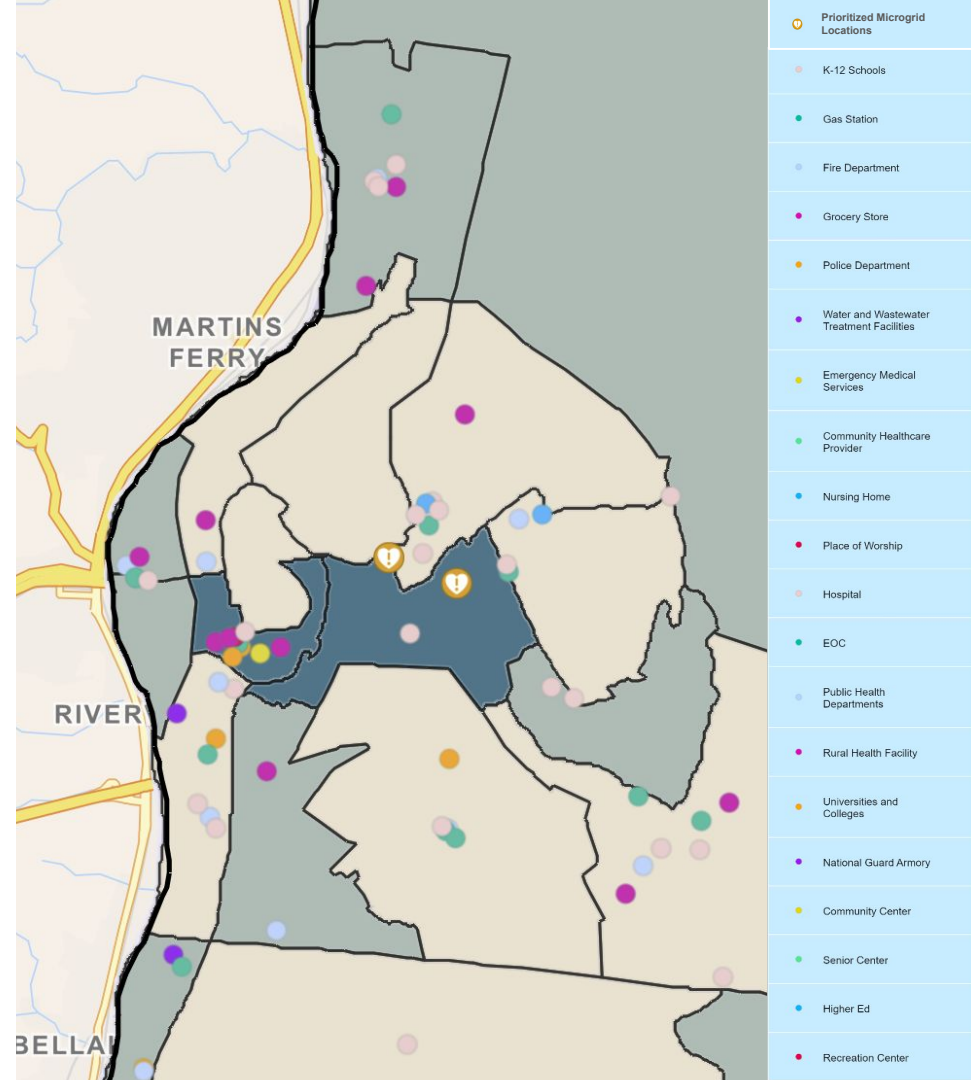 MARTINS
FERRY
RIVER
BELLAI
Prioritized Microgrid
Locations
K-12 Schools
Gas Station
Fire Department
Grocery Store
Police Department
Water and Wastewater
Treatment Facilities
Emergency Medical
Services
Community Healthcare
Provider
Nursing Home
Place of Worship
Hospital
EOC
Public Health
Departments
Rural Health Facility
Universities and
Colleges
National Guard Armory
Community Center
Senior Center
Higher Ed
Recreation Center